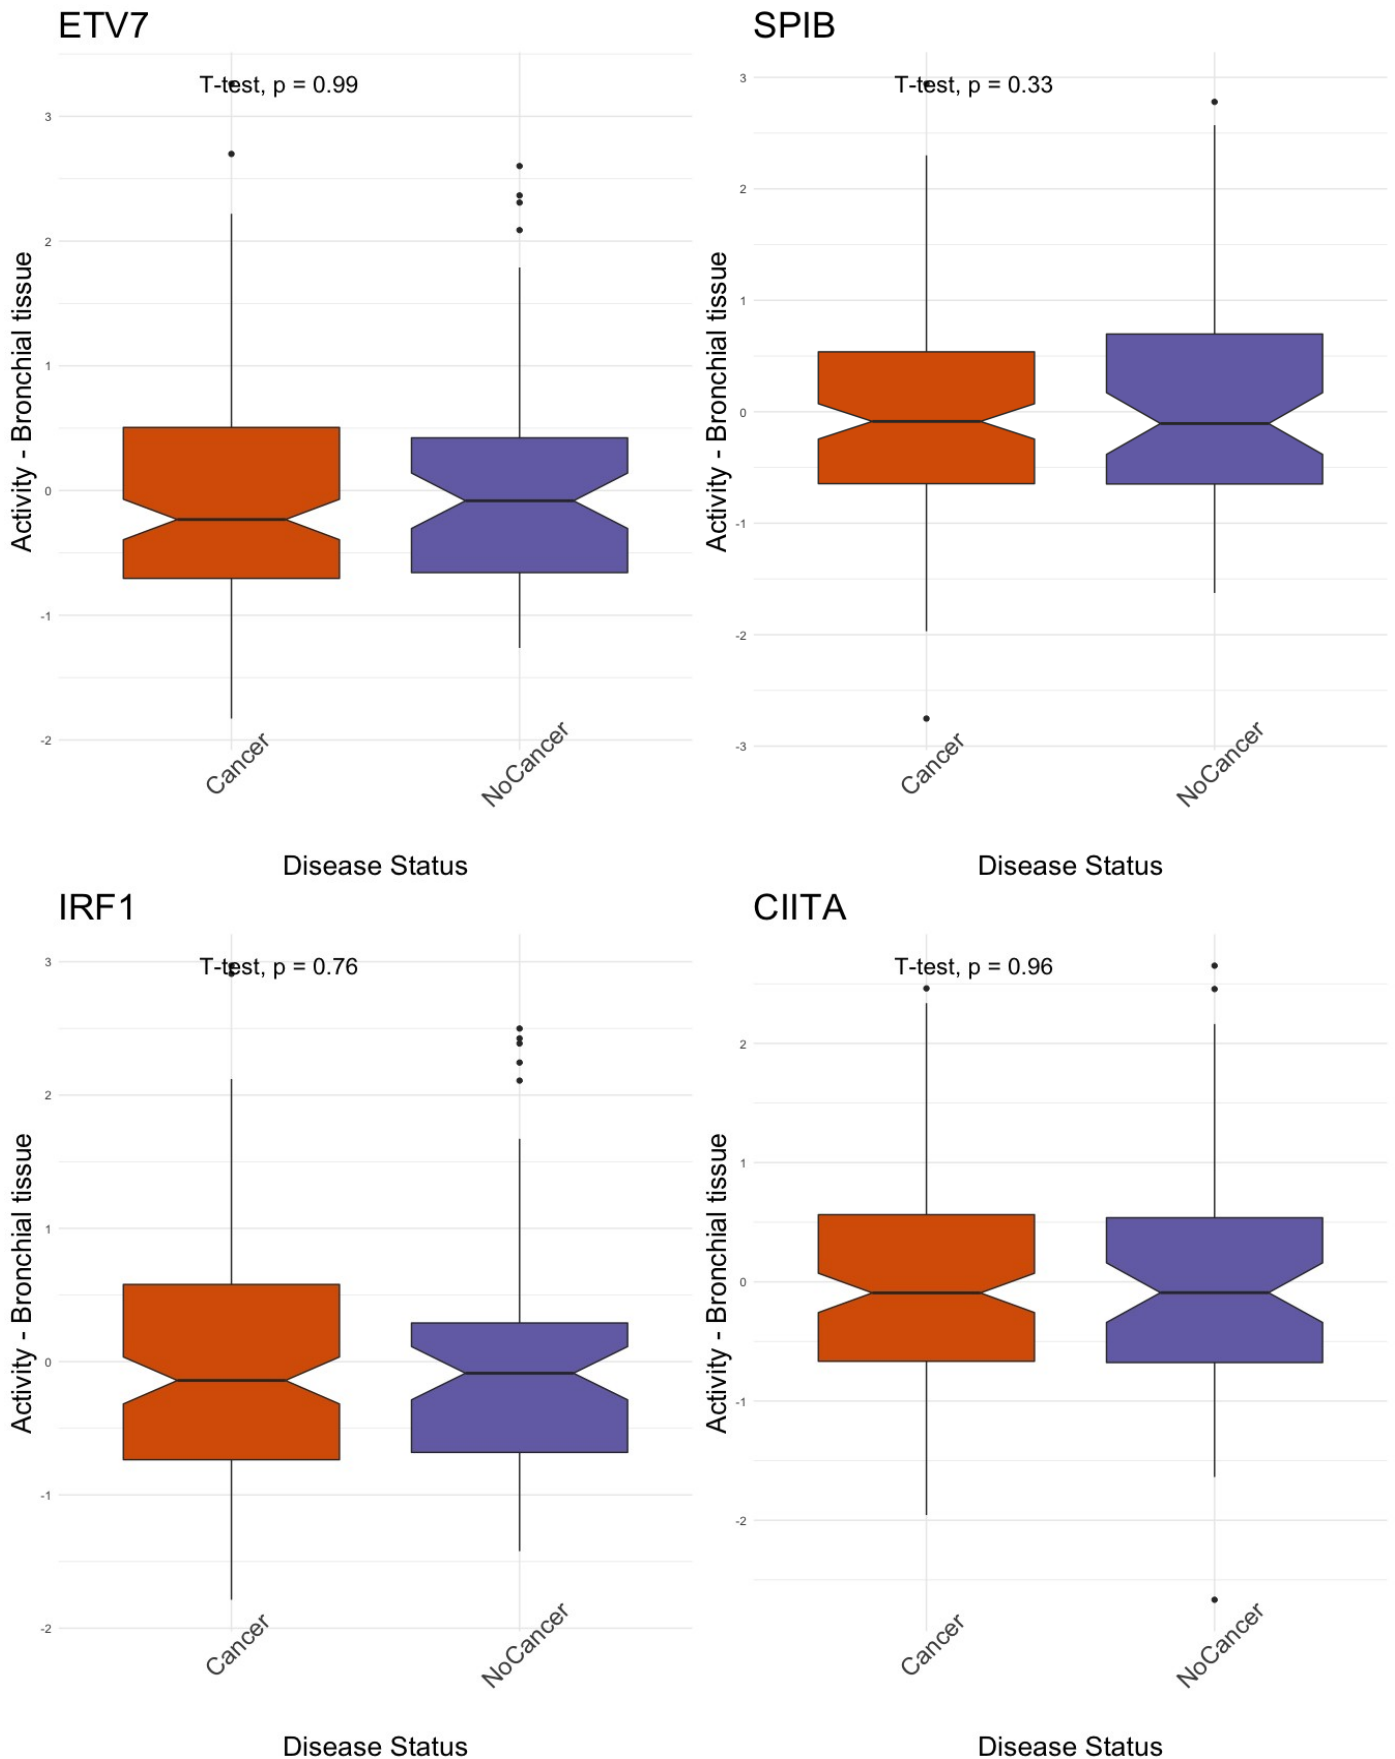 ETV7
T-test, p = 0.99
3
2
1
0
-1
-2
Activity - Bronchial tissue
Cancer
NoCancer
Disease Status
SPIB
T-test, p = 0.33
3
2
1
0
-1
-2
-3
Activity - Bronchial tissue
Cancer
NoCancer
Disease Status
IRF1
T-test, p = 0.76
3
2
1
0
-1
-2
Activity - Bronchial tissue
Cancer
NoCancer
Disease Status
CIITA
T-test, p = 0.96
2
1
0
-1
-2
Activity - Bronchial tissue
Cancer
NoCancer
Disease Status